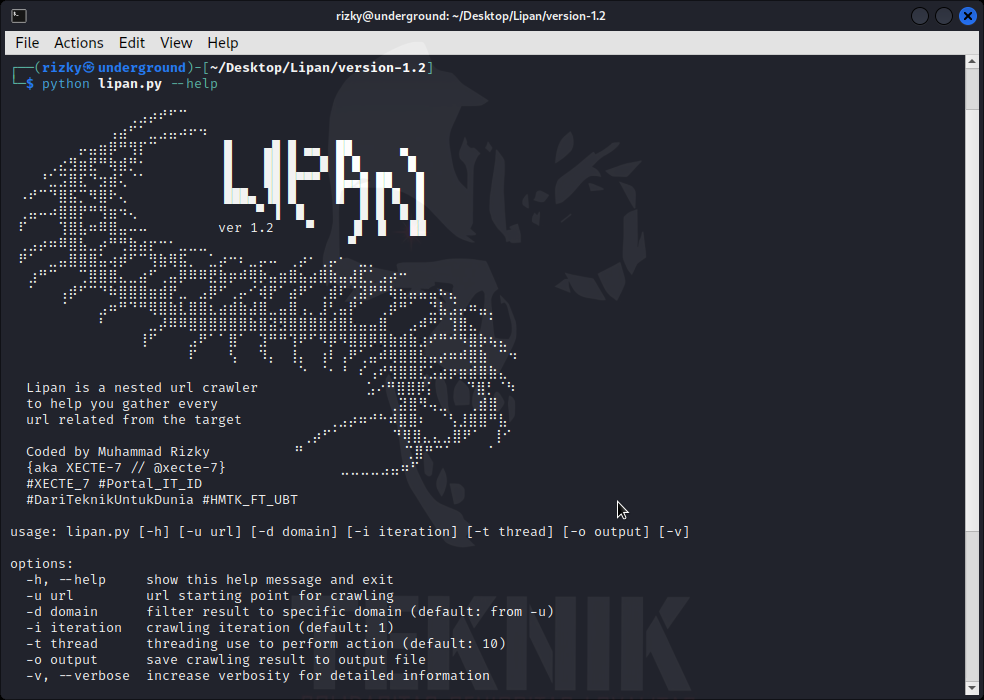 rizky@underground: ~/Desktop/Lipan/version-1.2
File Actions Edit View Help
┌──(rizky㉿underground)-[~/Desktop/Lipan/version-1.2]
└─$ python lipan.py --help
LIPAN
ver 1.2
Lipan is a nested url crawler
to help you gather every
url related from the target
Coded by Muhammad Rizky
{aka XECTE-7 // @xecte-7}
#XECTE_7 #Portal_IT_ID
#DariTeknikUntukDunia #HMTK_FT_UBT
usage: lipan.py [-h] [-u url] [-d domain] [-i iteration] [-t thread] [-o output] [-v]
options:
-h, --help show this help message and exit
-u url url starting point for crawling
-d domain filter result to specific domain (default: from -u)
-i iteration crawling iteration (default: 1)
-t thread threading use to perform action (default: 10)
-o output save crawling result to output file
-v, --verbose increase verbosity for detailed information
TEKNIK